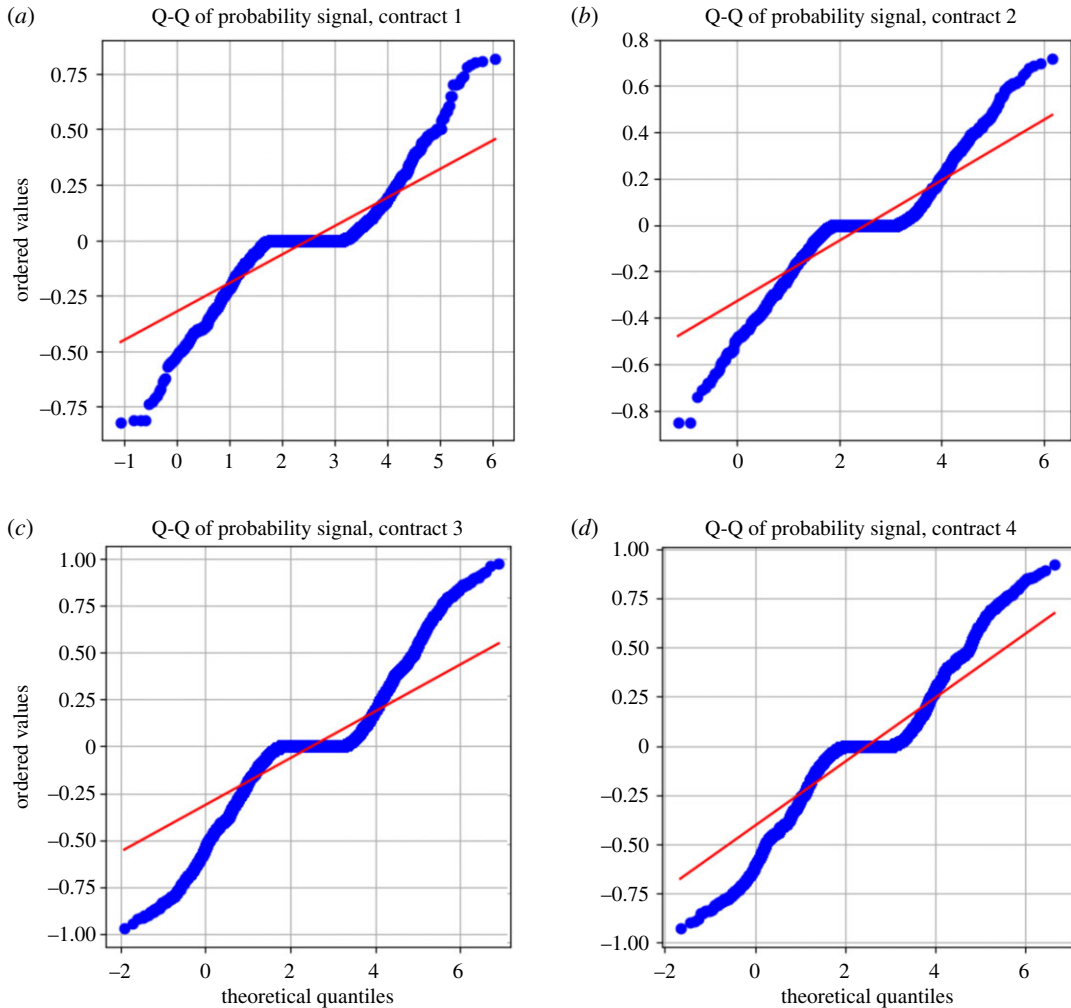 (a) Q-Q of probability signal, contract 1
0.75
0.50
0.25
0
–0.25
–0.50
–0.75
ordered values
–1 0 1 2 3 4 5 6
(b) Q-Q of probability signal, contract 2
0.8
0.6
0.4
0.2
0
–0.2
–0.4
–0.6
–0.8
0 2 4 6
(c) Q-Q of probability signal, contract 3
1.00
0.75
0.50
0.25
0
–0.25
–0.50
–0.75
–1.00
ordered values
–2 0 2 4 6
theoretical quantiles
(d) Q-Q of probability signal, contract 4
1.00
0.75
0.50
0.25
0
–0.25
–0.50
–0.75
–1.00
–2 0 2 4 6
theoretical quantiles